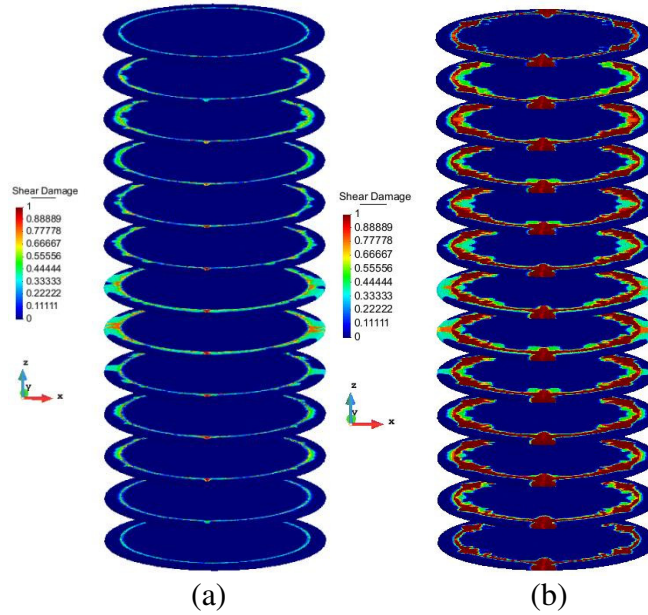 Shear Damage
1
0.88889
0.77778
0.66667
0.55556
0.44444
0.33333
0.22222
0.11111
0
z
y
x
(a)
Shear Damage
1
0.88889
0.77778
0.66667
0.55556
0.44444
0.33333
0.22222
0.11111
0
z
y
x
(b)